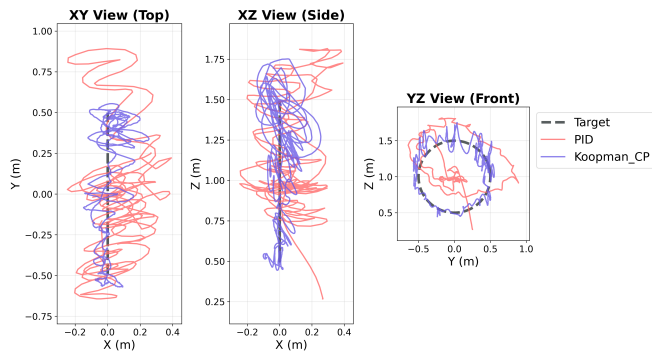 XY View (Top)
1.00
0.75
0.50
0.25
0.00
−0.25
−0.50
−0.75
Y (m)
−0.2 0.0 0.2 0.4
X (m)
XZ View (Side)
1.75
1.50
1.25
1.00
0.75
0.50
0.25
Z (m)
−0.2 0.0 0.2 0.4
X (m)
YZ View (Front)
1.5
1.0
0.5
Z (m)
−0.5 0.0 0.5 1.0
Y (m)
Target
PID
Koopman_CP